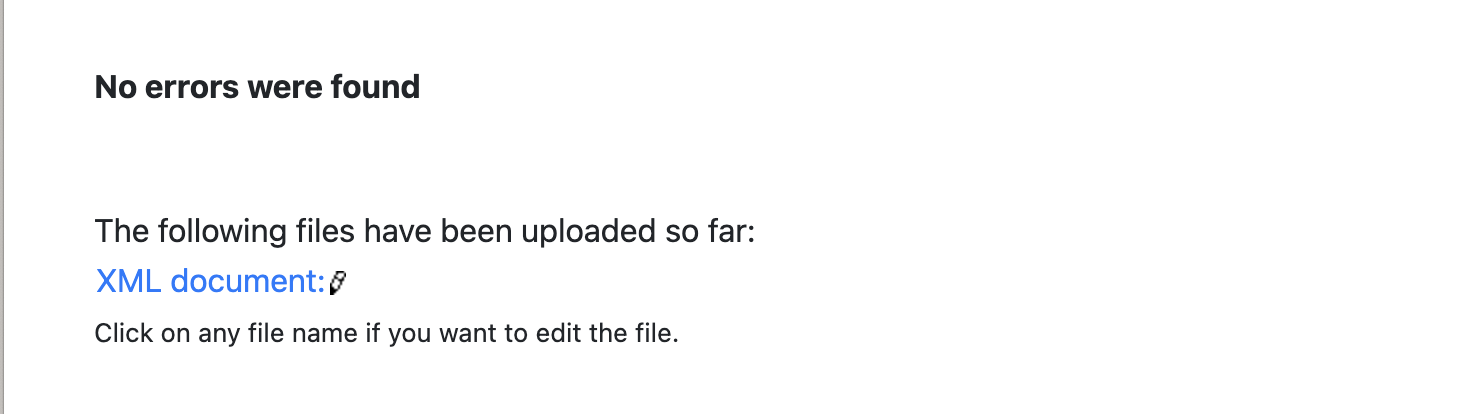 No errors were found
The following files have been uploaded so far:
XML document:
Click on any file name if you want to edit the file.